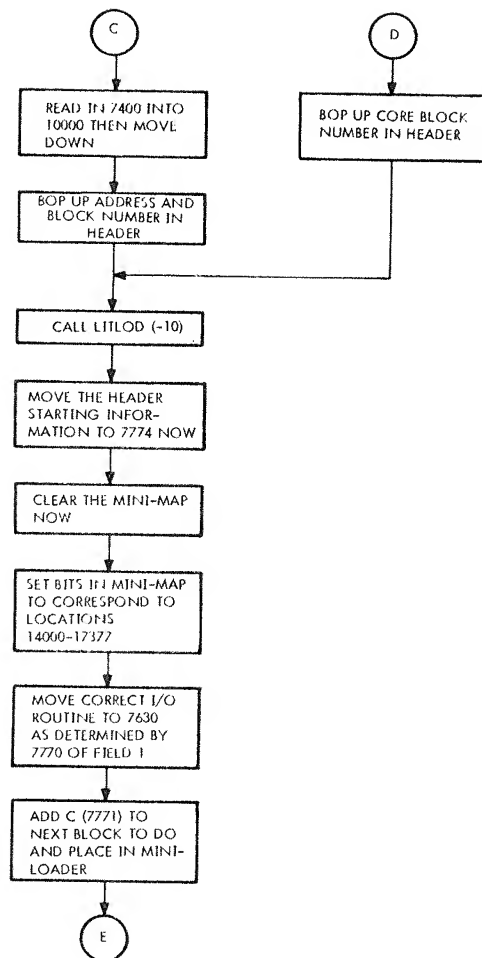 C
D
READ IN 7400 INTO
10000 THEN MOVE
DOWN
BOP UP CORE BLOCK
NUMBER IN HEADER
BOP UP ADDRESS AND
BLOCK NUMBER IN
HEADER
CALL LITLOD (-10)
MOVE THE HEADER
STARTING INFOR-
MATION TO 7774 NOW
CLEAR THE MINI-MAP
NOW
SET BITS IN MINI-MAP
TO CORRESPOND TO
LOCATIONS
14000-17377
MOVE CORRECT I/O
ROUTINE TO 7630
AS DETERMINED BY
7770 OF FIELD 1
ADD C (7771) TO
NEXT BLOCK TO DO
AND PLACE IN MINI-
LOADER
E